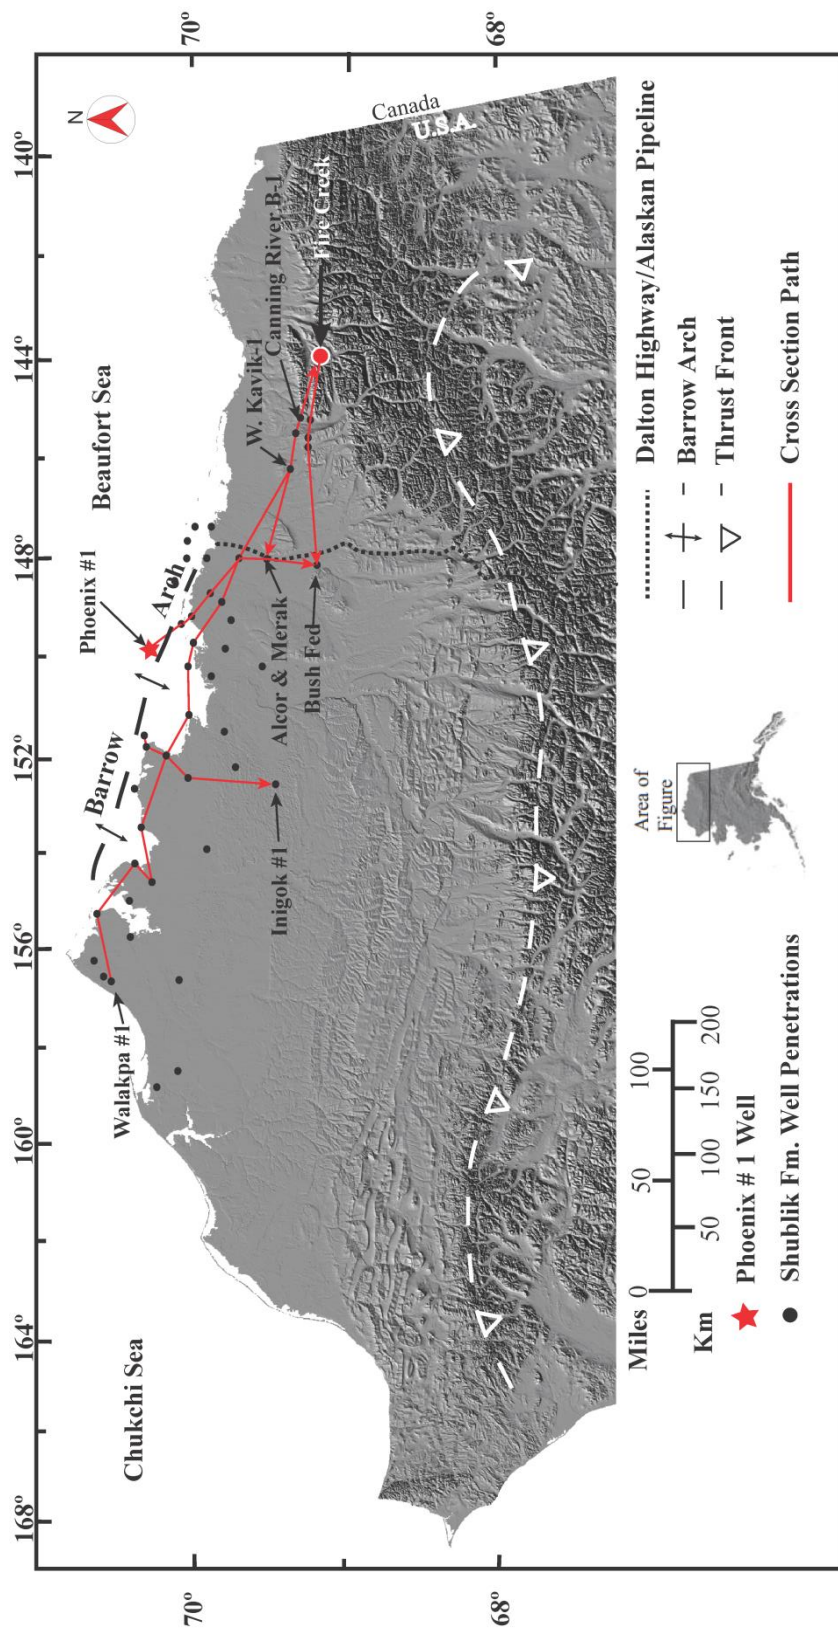 168°
164°
160°
156°
152°
148°
144°
140°
70°
70°
68°
68°
N
Chukchi Sea
Beaufort Sea
Barrow
Arch
Phoenix #1
Walakpa #1
Inigok #1
Alcor & Merak
Bush Fed
W. Kavik-1
Canning River B-1
Fire Creek
Canada
U.S.A.
Miles
0
50
100
Km
50
100
150
200
Phoenix # 1 Well
Shublik Fm. Well Penetrations
Area of
Figure
Dalton Highway/Alaskan Pipeline
Barrow Arch
Thrust Front
Cross Section Path